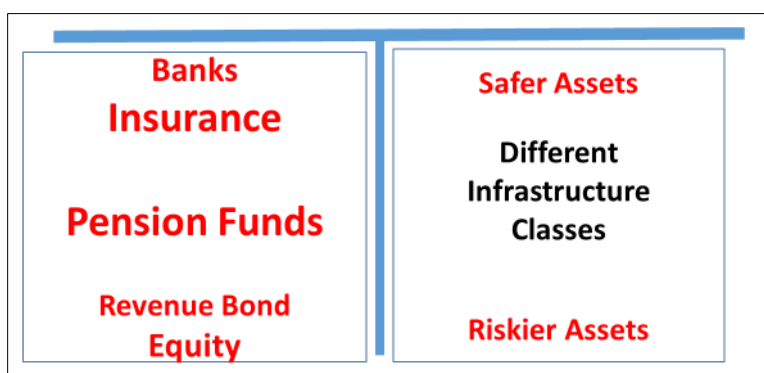 Banks
Insurance
Pension Funds
Revenue Bond
Equity
Safer Assets
Different
Infrastructure
Classes
Riskier Assets